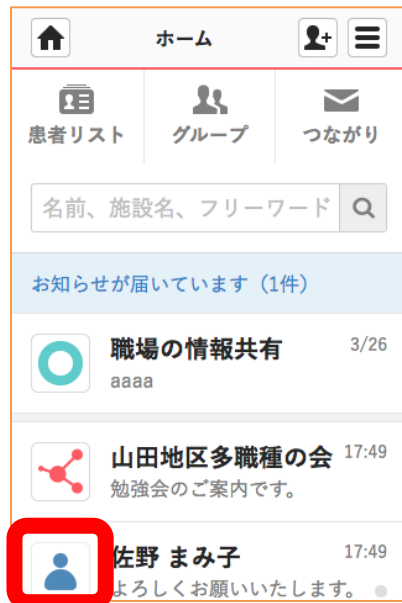 ホーム
患者リスト
グループ
つながり
名前、施設名、フリーワード
お知らせが届いています（1件）
職場の情報共有 3/26
aaaa
山田地区多職種の会 17:49
勉強会のご案内です。
佐野 まみ子 17:49
よろしくお願いいたします。